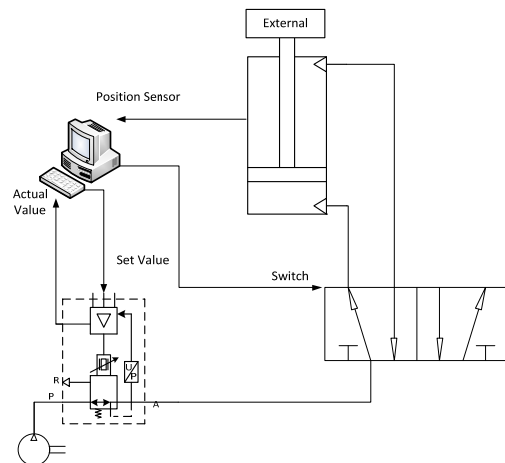 External
Position Sensor
Actual
Value
Set Value
Switch
U
P
R
P
A